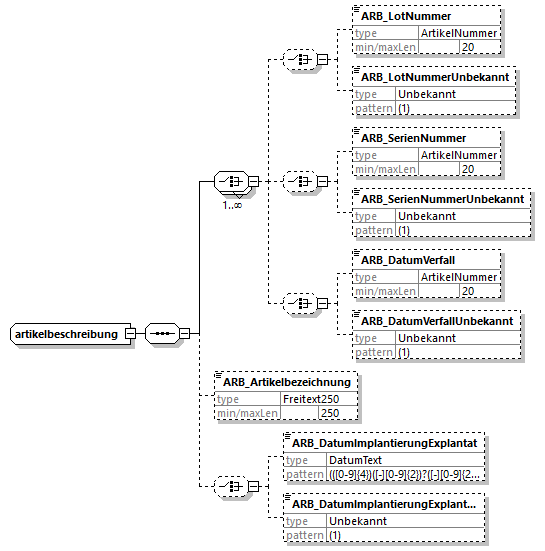 ARB_LotNummer
type ArtikelNummer
min/maxLen 20
ARB_LotNummerUnbekannt
type Unbekannt
pattern (1)
ARB_SerienNummer
type ArtikelNummer
min/maxLen 20
1..∞
ARB_SerienNummerUnbekannt
type Unbekannt
pattern (1)
ARB_DatumVerfall
type ArtikelNummer
min/maxLen 20
ARB_DatumVerfallUnbekannt
type Unbekannt
pattern (1)
artikelbeschreibung
ARB_Artikelbezeichnung
type Freitext250
min/maxLen 250
ARB_DatumImplantierungExplantat
type DatumText
pattern (([0-9]{4})([-][0-9]{2})?([-][0-9]{2...
ARB_DatumImplantierungExplant...
type Unbekannt
pattern (1)